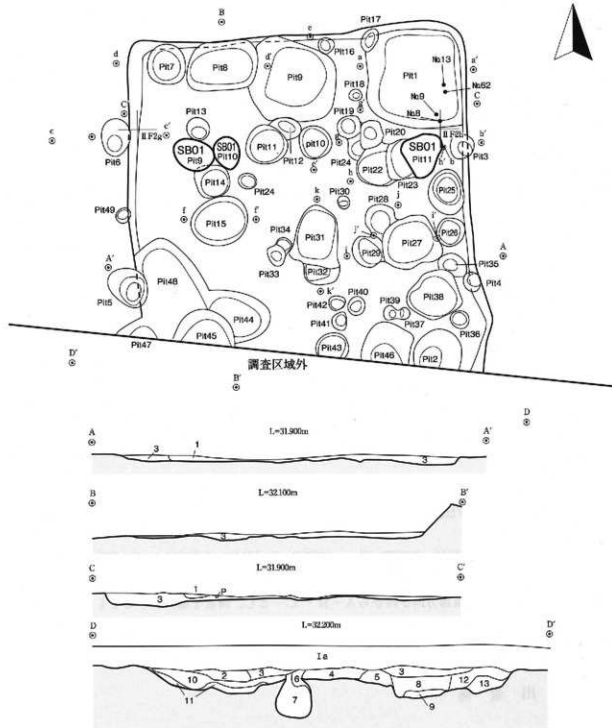 B
e
Pit17
Pit16
d
Pit7
Pit8
d'
Pit9
a
Pit1
No13
a'
No62
C
Pit18
No9
C
No8
c
Pit13
c'
Pit19
Pit20
ⅡF2g
ⅡF2h
b'
Pit6
SB01
Pit9
SB01
Pit10
Pit11
Pit12
pit10
Pit24
SB01
Pit11
Pit3
g'
h'
b
Pit14
Pit24
h
Pit22
Pit23
Pit25
k
Pit30
Pit28
j
Pit49
f
Pit15
f'
Pit34
Pit31
j'
Pit27
i'
Pit26
Pit33
i
Pit29
A
A'
Pit48
Pit32
Pit35
Pit5
k'
Pit38
Pit4
Pit42
Pit40
Pit39
Pit44
Pit41
Pit37
Pit36
Pit47
Pit45
Pit43
Pit46
Pit2
D'
調査区域外
B'
D
A
L=31.900m
A'
3
1
3
B
L=32.100m
B'
3
C
L=31.900m
C'
1
P
3
D
L=32.200m
D'
Ⅰa
10
2
3
6
4
5
3
8
12
13
11
7
9